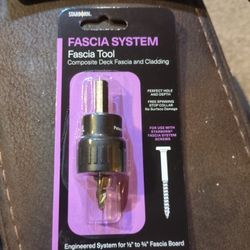 STARBORN
FASCIA SYSTEM
Fascia Tool
Composite Deck Fascia and Cladding
PERFECT HOLE
AND DEPTH
FREE SPINNING
STOP COLLAR
No Surface Damage
FOR USE WITH
STARBORN
FASCIA SYSTEM
SCREWS
Engineered System for ½" to ¾" Fascia Board